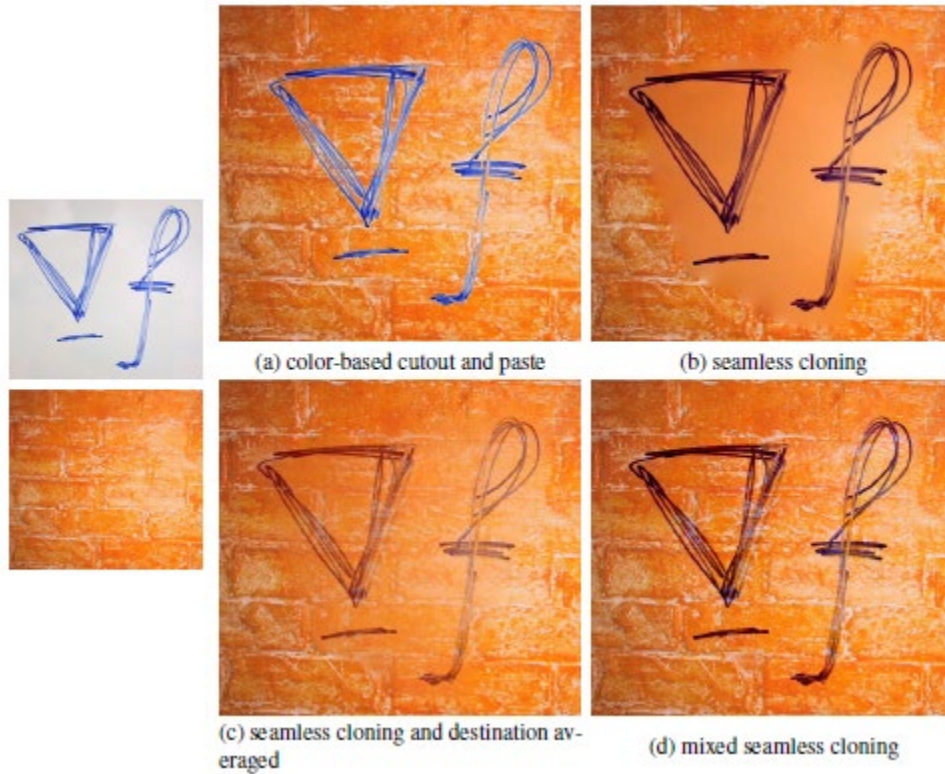 ∇ f
(a) color-based cutout and paste
(b) seamless cloning
(c) seamless cloning and destination av-
eraged
(d) mixed seamless cloning